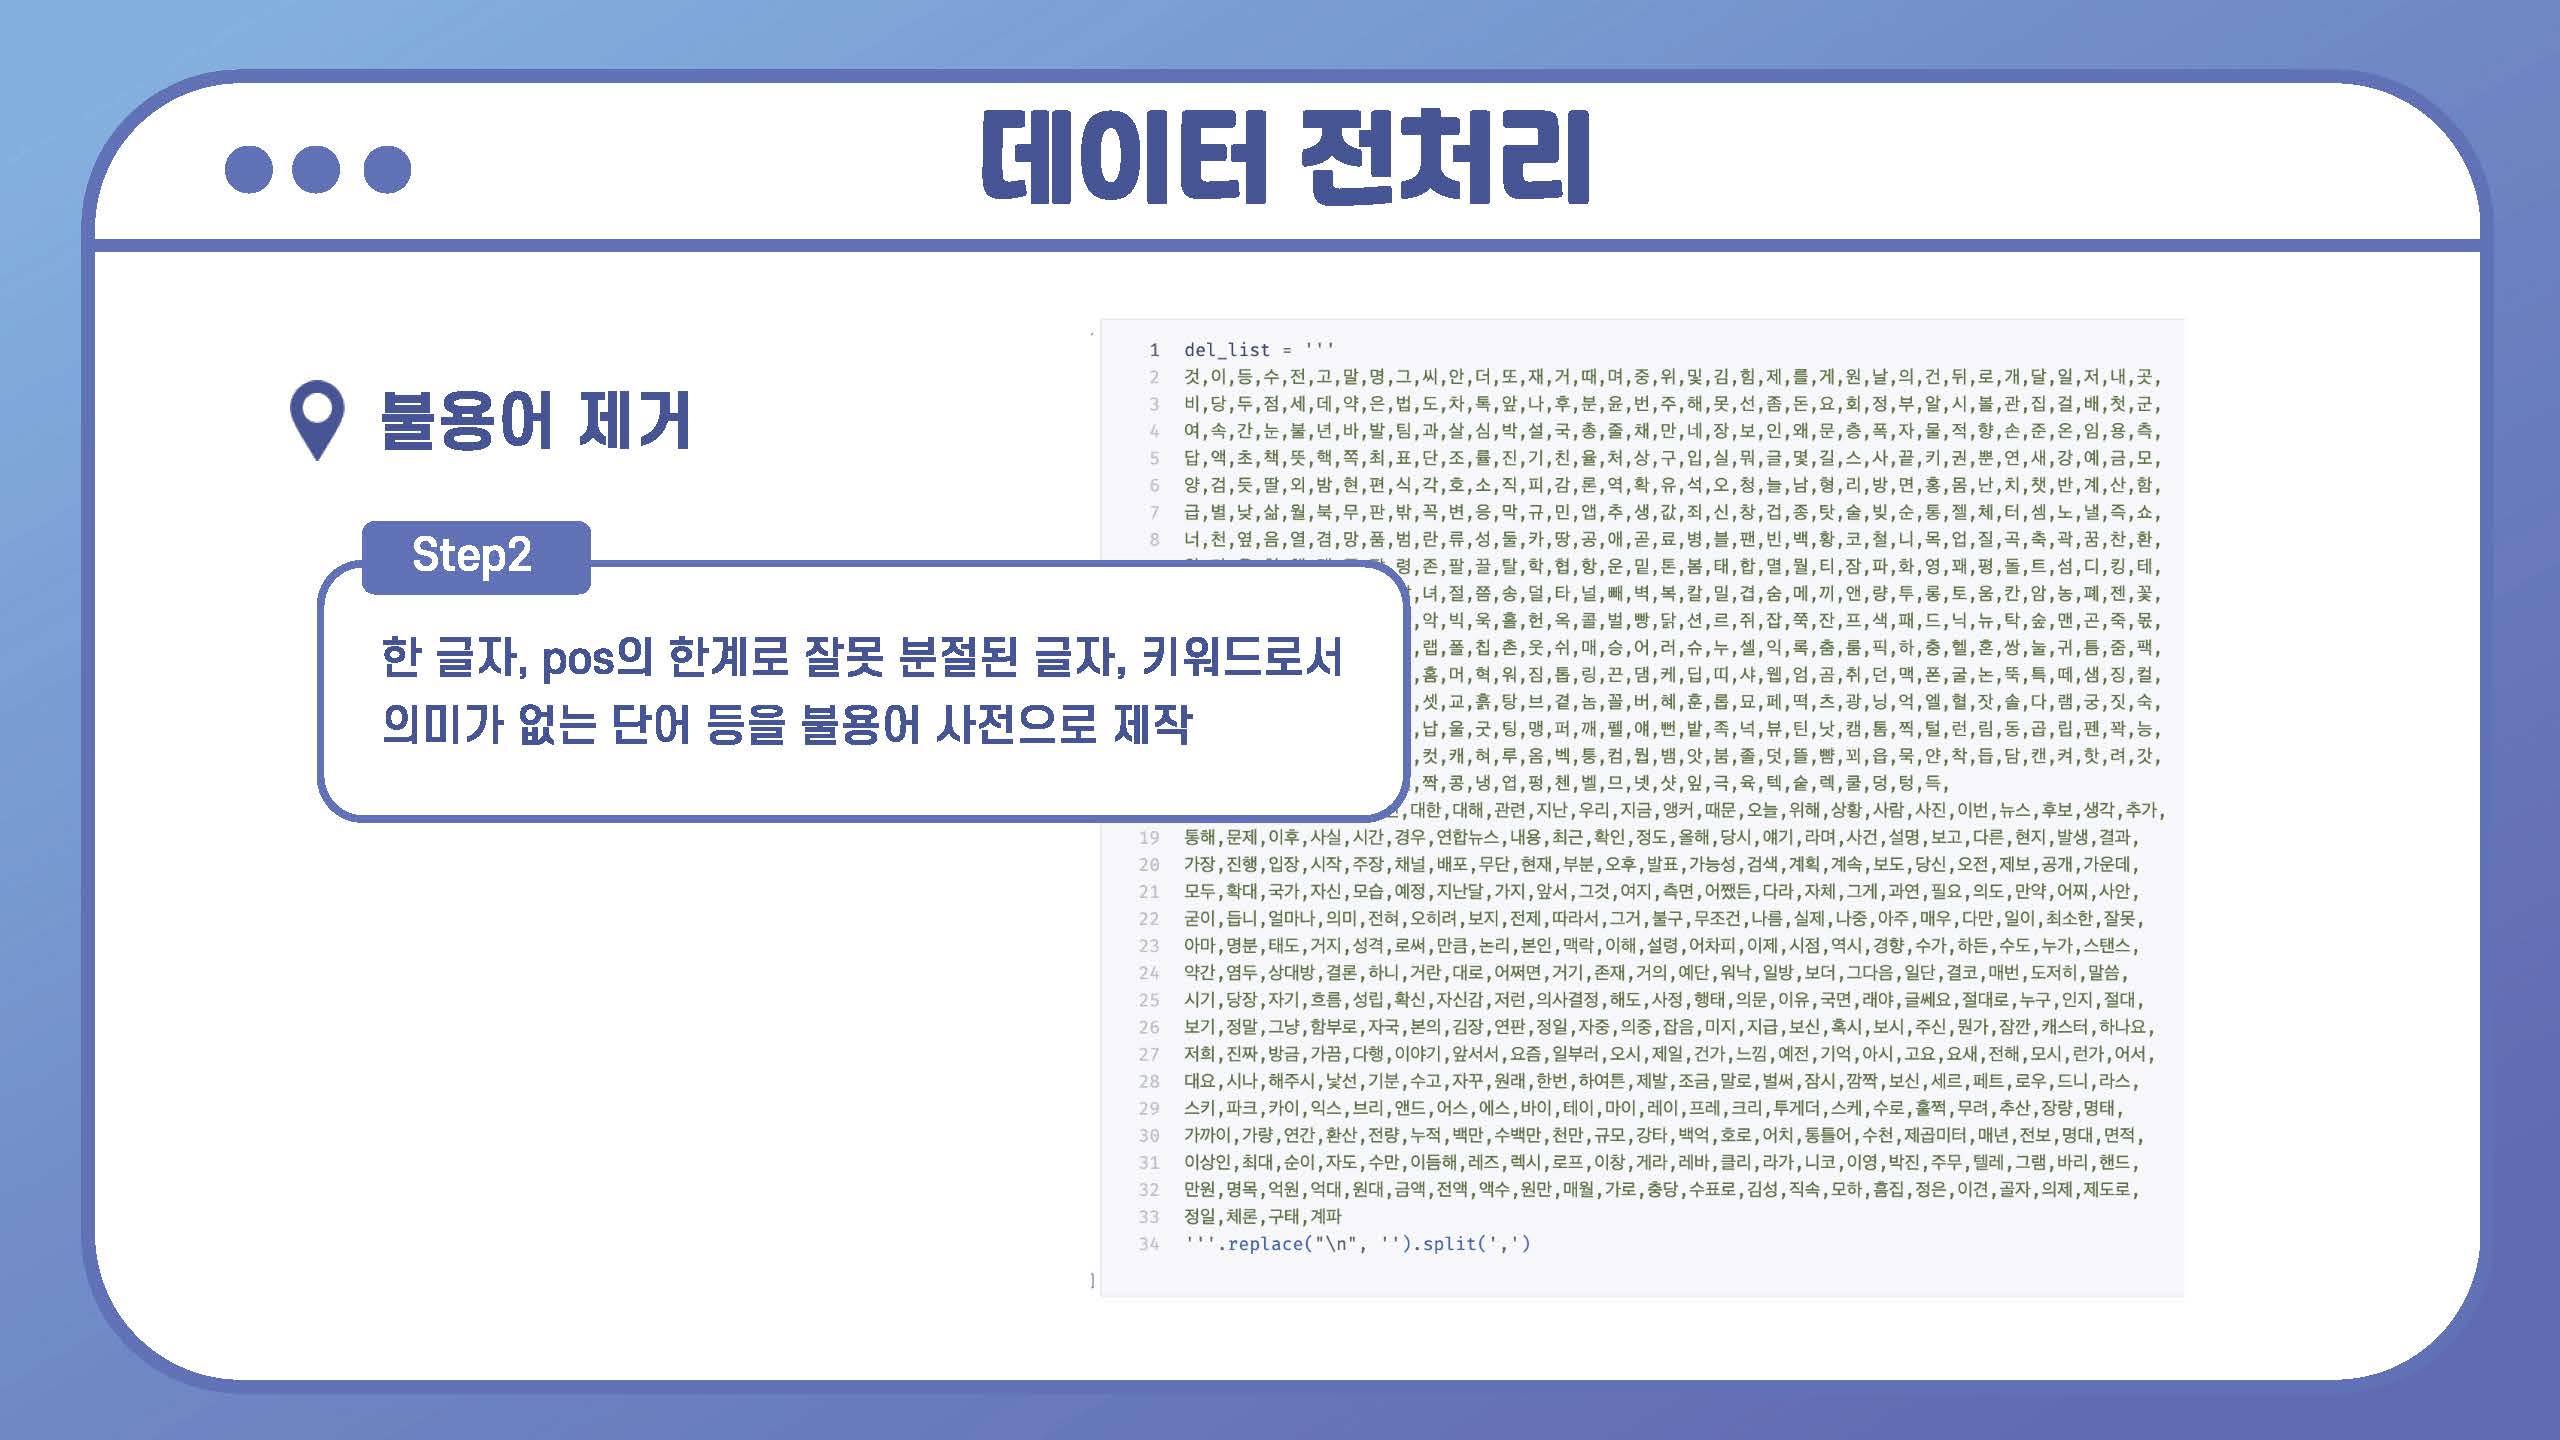 데이터 전처리
불용어 제거
Step2
한 글자, pos의 한계로 잘못 분절된 글자, 키워드로서
의미가 없는 단어 등을 불용어 사전으로 제작
1 del_list = '''
2 것,이,등,수,전,고,말,명,그,씨,안,더,또,재,거,때,며,중,위,및,김,힘,제,를,게,원,날,의,건,뒤,로,개,달,일,저,내,곳,
3 비,당,두,점,세,데,약,은,법,도,차,톡,앞,나,후,분,윤,번,주,해,못,선,좀,돈,요,회,정,부,알,시,볼,관,집,걸,배,첫,군,
4 여,속,간,눈,불,년,바,발,팀,과,살,심,박,설,국,총,줄,채,만,네,장,보,인,왜,문,층,폭,자,물,적,향,손,준,온,임,용,측,
5 답,액,초,책,뜻,핵,쪽,최,표,단,조,률,진,기,친,율,처,상,구,입,실,뭐,글,몇,길,스,사,끝,키,권,뿐,연,새,강,예,금,모,
6 양,검,듯,딸,외,밤,현,편,식,각,호,소,직,피,감,론,역,확,유,석,오,청,늘,남,형,리,방,면,홍,몸,난,치,챗,반,계,산,함,
7 급,별,낮,삶,월,북,무,판,밖,꼭,변,응,막,규,민,앱,추,생,값,죄,신,창,겁,종,탓,술,빚,순,통,젤,체,터,셈,노,낼,즉,쇼,
8 너,천,옆,음,열,겸,망,품,범,란,류,성,둘,카,땅,공,애,곧,료,병,블,팬,빈,백,황,코,철,니,목,업,질,곡,축,곽,꿈,찬,환,
령,존,팔,끌,탈,학,협,항,운,밑,톤,봄,태,합,멸,뭘,티,잠,파,화,영,꽤,평,돌,트,섬,디,킹,테,
,녀,절,쯤,송,덜,타,널,빼,벽,복,칼,밀,겹,숨,메,끼,앤,량,투,롱,토,움,칸,암,농,폐,젠,꽃,
,악,빅,욱,홀,헌,옥,콜,벌,빵,닭,션,르,쥐,잡,쭉,잔,프,색,패,드,닉,뉴,탁,숲,맨,곤,죽,몫,
,랩,폴,칩,촌,웃,쉬,매,승,어,러,슈,누,셀,익,록,춤,룸,픽,하,충,헬,혼,쌍,눌,귀,틈,줌,팩,
,홈,머,혁,워,짐,톱,링,끈,댐,케,딥,띠,샤,웹,엄,곰,취,던,맥,폰,굴,논,뚝,특,떼,샘,징,컬,
,셋,교,흙,탕,브,곁,놈,꼴,버,혜,훈,롭,묘,페,떡,츠,광,닝,억,엘,혈,잣,솔,다,램,궁,짓,숙,
,납,울,굿,팅,맹,퍼,깨,펠,얘,뻔,밭,족,넉,뷰,틴,낫,캠,톰,찍,털,런,림,동,곱,립,펜,꽉,능,
,컷,캐,혀,루,옴,벡,통,컴,뭡,뱀,앗,붐,졸,덧,뜰,뺨,꾀,읍,묵,얀,착,듭,담,캔,켜,핫,려,갓,
,짝,콩,냉,엽,펑,첸,벨,므,넷,샷,잎,극,육,텍,숱,렉,쿨,덩,텅,득,
,대한,대해,관련,지난,우리,지금,앵커,때문,오늘,위해,상황,사람,사진,이번,뉴스,후보,생각,추가,
19 통해,문제,이후,사실,시간,경우,연합뉴스,내용,최근,확인,정도,올해,당시,얘기,라며,사건,설명,보고,다른,현지,발생,결과,
20 가장,진행,입장,시작,주장,채널,배포,무단,현재,부분,오후,발표,가능성,검색,계획,계속,보도,당신,오전,제보,공개,가운데,
21 모두,확대,국가,자신,모습,예정,지난달,가지,앞서,그것,여지,측면,어쨌든,다라,자체,그게,과연,필요,의도,만약,어찌,사안,
22 굳이,듭니,얼마나,의미,전혀,오히려,보지,전제,따라서,그거,불구,무조건,나름,실제,나중,아주,매우,다만,일이,최소한,잘못,
23 아마,명분,태도,거지,성격,로써,만큼,논리,본인,맥락,이해,설령,어차피,이제,시점,역시,경향,수가,하든,수도,누가,스탠스,
24 약간,염두,상대방,결론,하니,거란,대로,어쩌면,거기,존재,거의,예단,워낙,일방,보더,그다음,일단,결코,매번,도저히,말씀,
25 시기,당장,자기,흐름,성립,확신,자신감,저런,의사결정,해도,사정,행태,의문,이유,국면,래야,글쎄요,절대로,누구,인지,절대,
26 보기,정말,그냥,함부로,자국,본의,김장,연판,정일,자중,의중,잡음,미지,지급,보신,혹시,보시,주신,뭔가,잠깐,캐스터,하나요,
27 저희,진짜,방금,가끔,다행,이야기,앞서서,요즘,일부러,오시,제일,건가,느낌,예전,기억,아시,고요,요새,전해,모시,런가,어서,
28 대요,시나,해주시,낯선,기분,수고,자꾸,원래,한번,하여튼,제발,조금,말로,벌써,잠시,깜짝,보신,세르,페트,로우,드니,라스,
29 스키,파크,카이,익스,브리,앤드,어스,에스,바이,테이,마이,레이,프레,크리,투게더,스케,수로,훌쩍,무려,추산,장량,명태,
30 가까이,가량,연간,환산,전량,누적,백만,수백만,천만,규모,강타,백억,호로,어치,통틀어,수천,제곱미터,매년,전보,명대,면적,
31 이상인,최대,순이,자도,수만,이듬해,레즈,렉시,로프,이창,게라,레바,클리,라가,니코,이영,박진,주무,텔레,그램,바리,핸드,
32 만원,명목,억원,억대,원대,금액,전액,액수,원만,매월,가로,충당,수표로,김성,직속,모하,흠집,정은,이견,골자,의제,제도로,
33 정일,체론,구태,계파
34 '''.replace("\n", '').split(',')